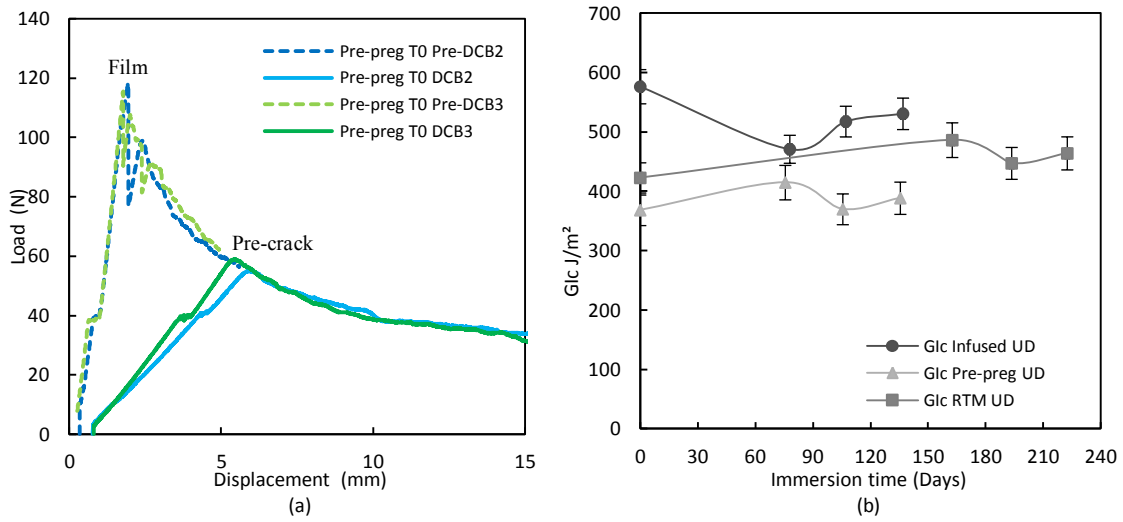 140
120
100
80
60
40
20
0
Load (N)
Film
Pre-crack
Pre-preg T0 Pre-DCB2
Pre-preg T0 DCB2
Pre-preg T0 Pre-DCB3
Pre-preg T0 DCB3
0 5 10 15
Displacement (mm)
(a)
700
600
500
400
300
200
100
0
GIc J/m²
GIc Infused UD
GIc Pre-preg UD
GIc RTM UD
0 30 60 90 120 150 180 210 240
Immersion time (Days)
(b)